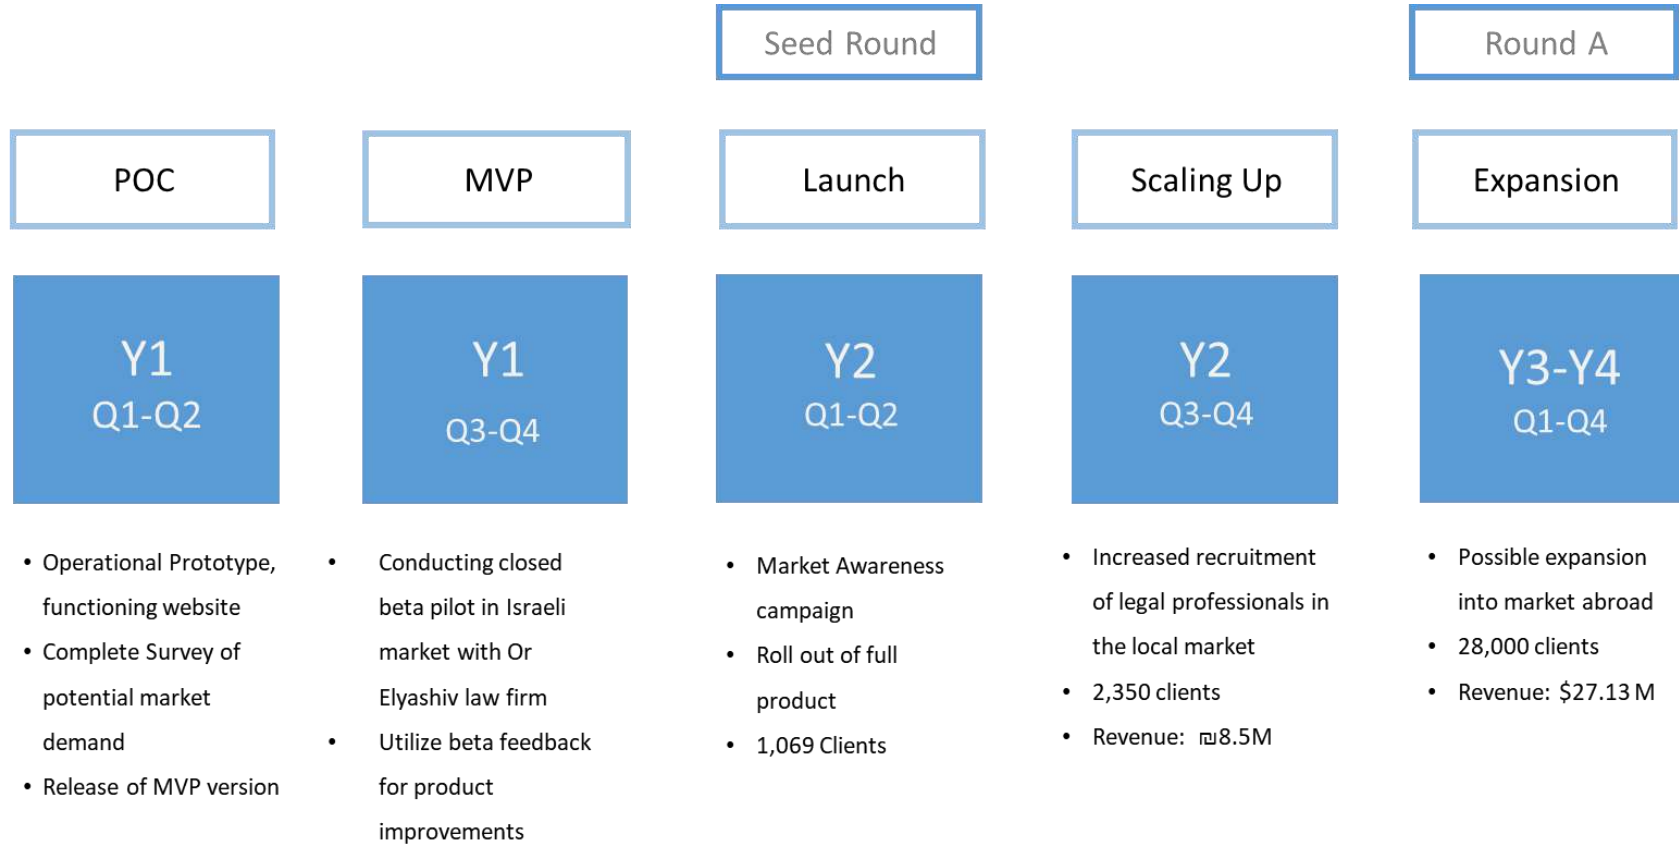 Seed Round
Round A
POC
MVP
Launch
Scaling Up
Expansion
Y1
Q1-Q2
Y1
Q3-Q4
Y2
Q1-Q2
Y2
Q3-Q4
Y3-Y4
Q1-Q4
• Operational Prototype,
functioning website
• Complete Survey of
potential market
demand
• Release of MVP version
• Conducting closed
beta pilot in Israeli
market with Or
Elyashiv law firm
• Utilize beta feedback
for product
improvements
• Market Awareness
campaign
• Roll out of full
product
• 1,069 Clients
• Increased recruitment
of legal professionals in
the local market
• 2,350 clients
• Revenue: ₪8.5M
• Possible expansion
into market abroad
• 28,000 clients
• Revenue: $27.13 M